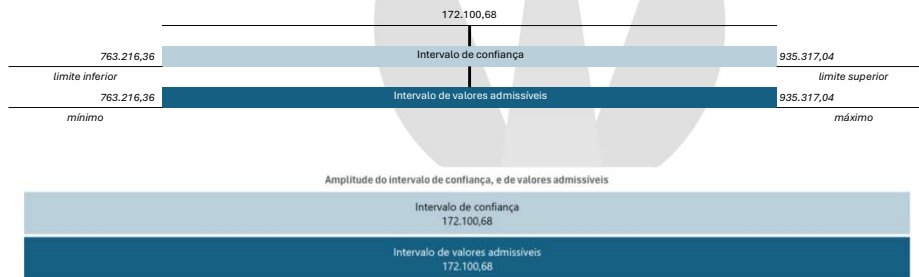 172.100,68
763.216,36 Intervalo de confiança 935.317,04
limite inferior limite superior
763.216,36 Intervalo de valores admissíveis 935.317,04
mínimo máximo
Amplitude do intervalo de confiança, e de valores admissíveis
Intervalo de confiança
172.100,68
Intervalo de valores admissíveis
172.100,68